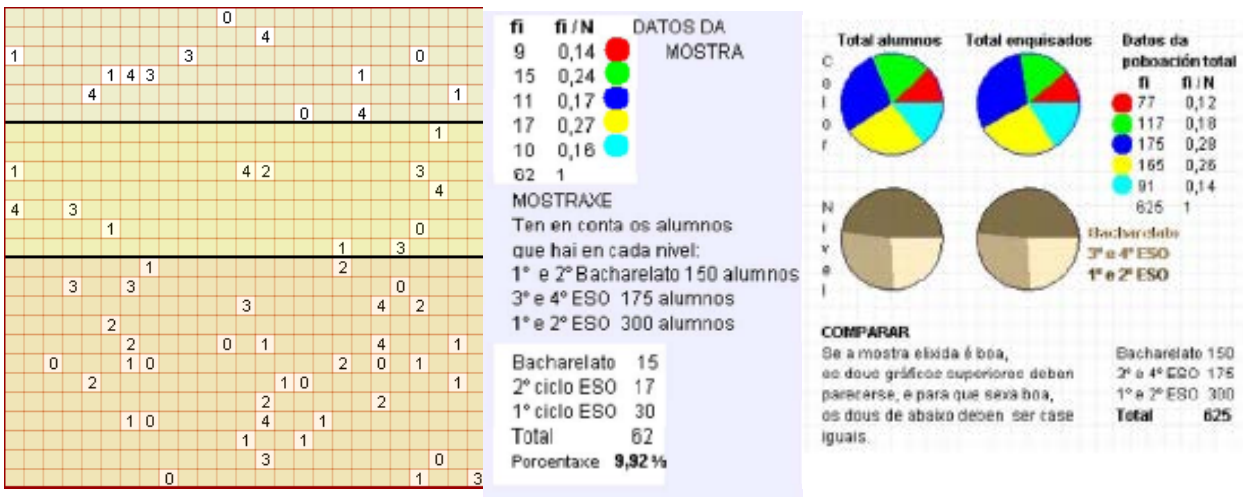 0
4
1 3 0
1 4 3 1
4 1
0 4
1
1 4 2 3
4
4 3
1 0
1 3
1 2
3 3 0
3 4 2
2
2 0 1 4 1
0 1 0 2 0 1
2 1 0 1
2 2
1 0 4 1
1 1
3 0
0 1 3
fi fi/N DATOS DA
MOSTRA
9 0,14
15 0,24
11 0,17
17 0,27
10 0,16
62 1
MOSTRAXE
Ten en conta os alumnos
que hai en cada nivel:
1º e 2º Bacharelato 150 alumnos
3º e 4º ESO 175 alumnos
1º e 2º ESO 300 alumnos
Bacharelato 15
2º ciclo ESO 17
1º ciclo ESO 30
Total 62
Porcentaxe 9,92 %
Total alumnos Total enquisados
Color
Datos da
poboación total
fi fi/N
77 0,12
117 0,18
175 0,28
165 0,26
91 0,14
625 1
Nivel
Bacharelato
3º e 4º ESO
1º e 2º ESO
COMPARAR
Se a mostra elixida é boa,
os dous gráficos superiores deben
parecerse, e para que sexa boa,
os dous de abaixo deben ser case
iguais.
Bacharelato 150
3º e 4º ESO 175
1º e 2º ESO 300
Total 625